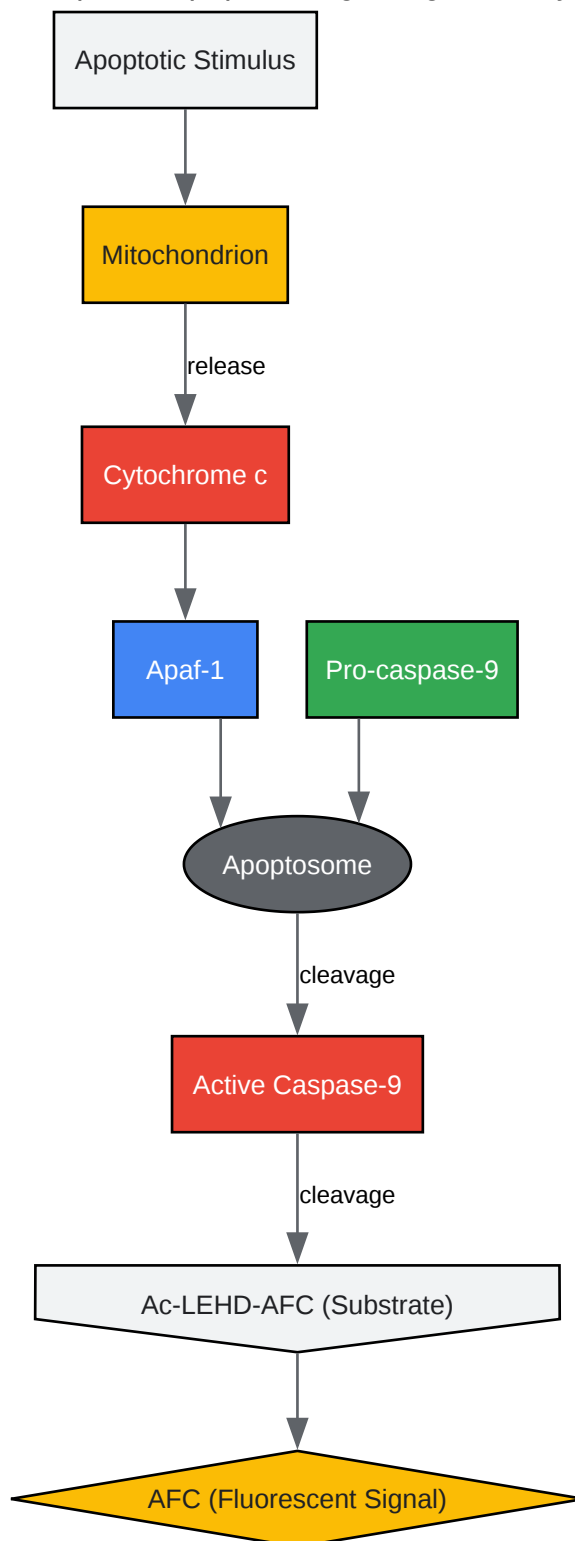 Apoptotic Stimulus
Mitochondrion
release
Cytochrome c
Apaf-1
Pro-caspase-9
Apoptosome
cleavage
Active Caspase-9
cleavage
Ac-LEHD-AFC (Substrate)
AFC (Fluorescent Signal)